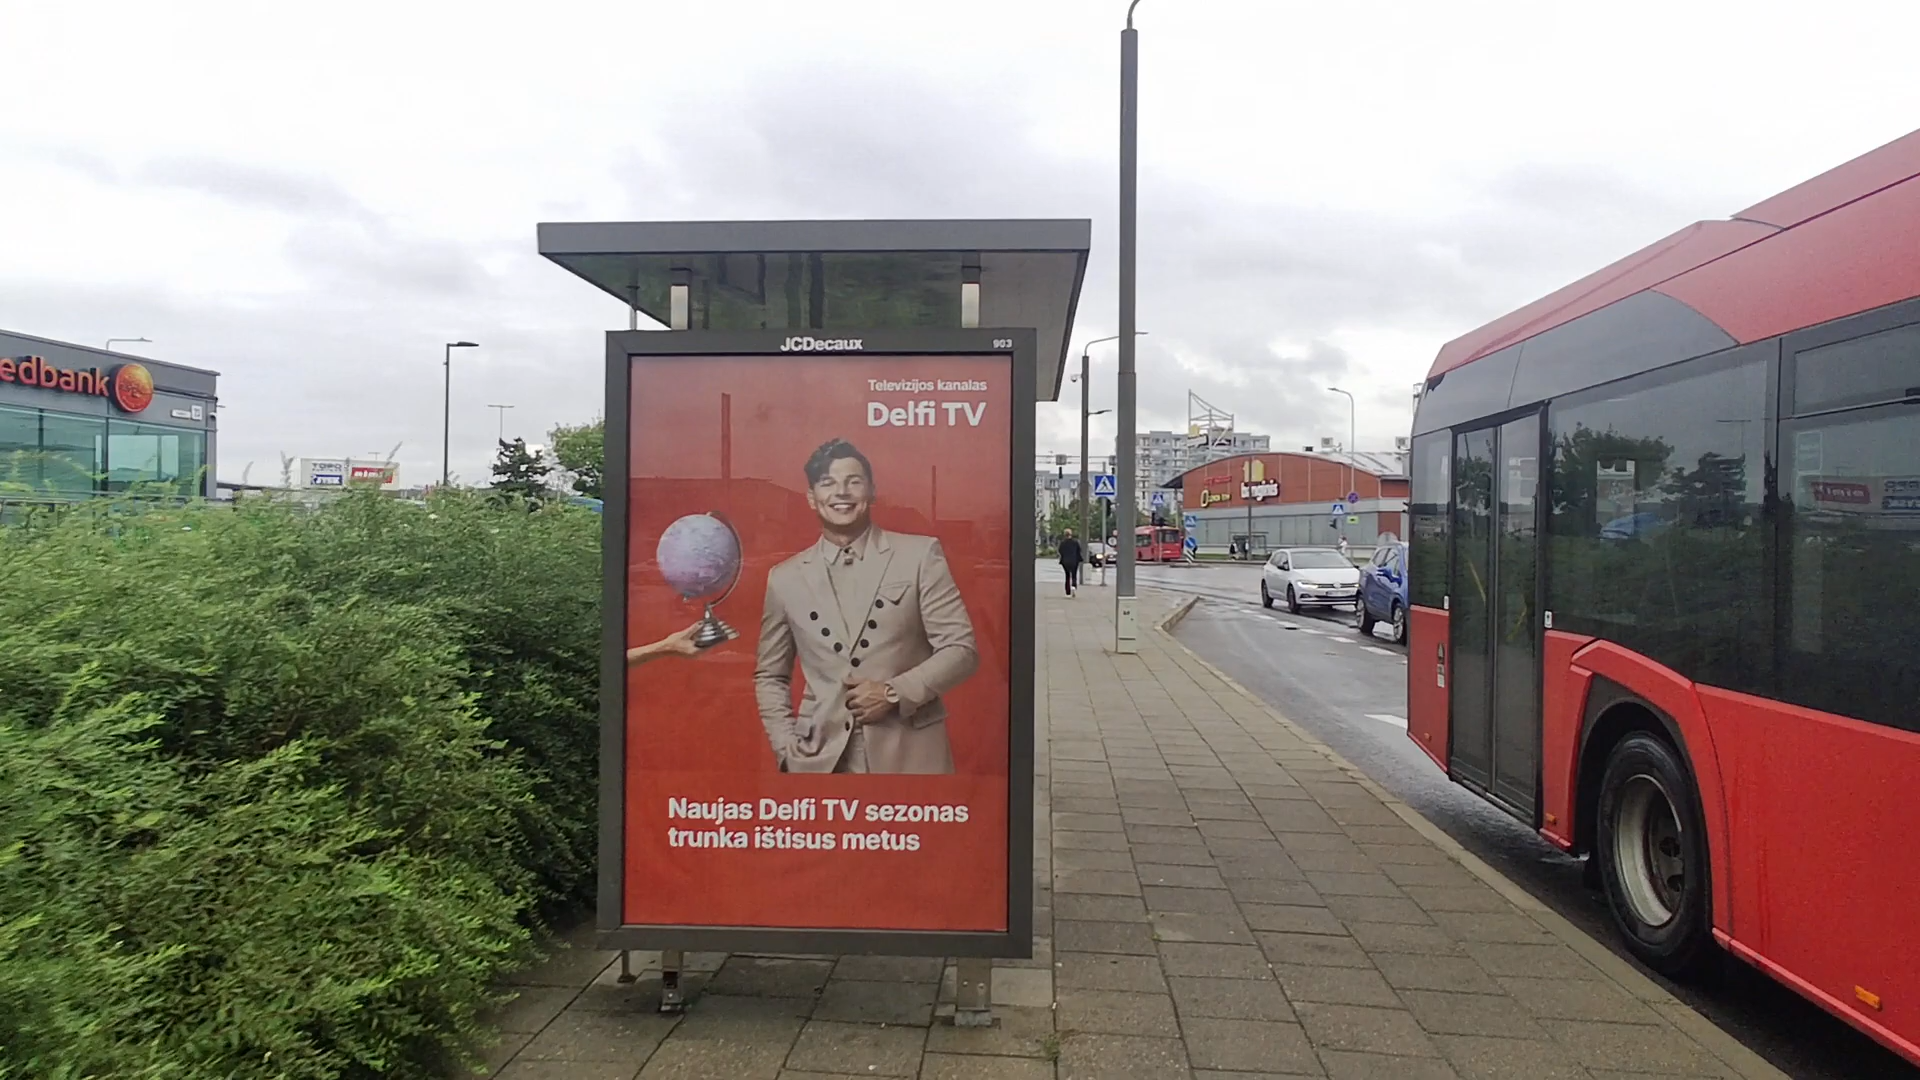 edbank
JCDecaux
903
Televizijos kanalas
Delfi TV
Naujas Delfi TV sezonas
trunka ištisus metus